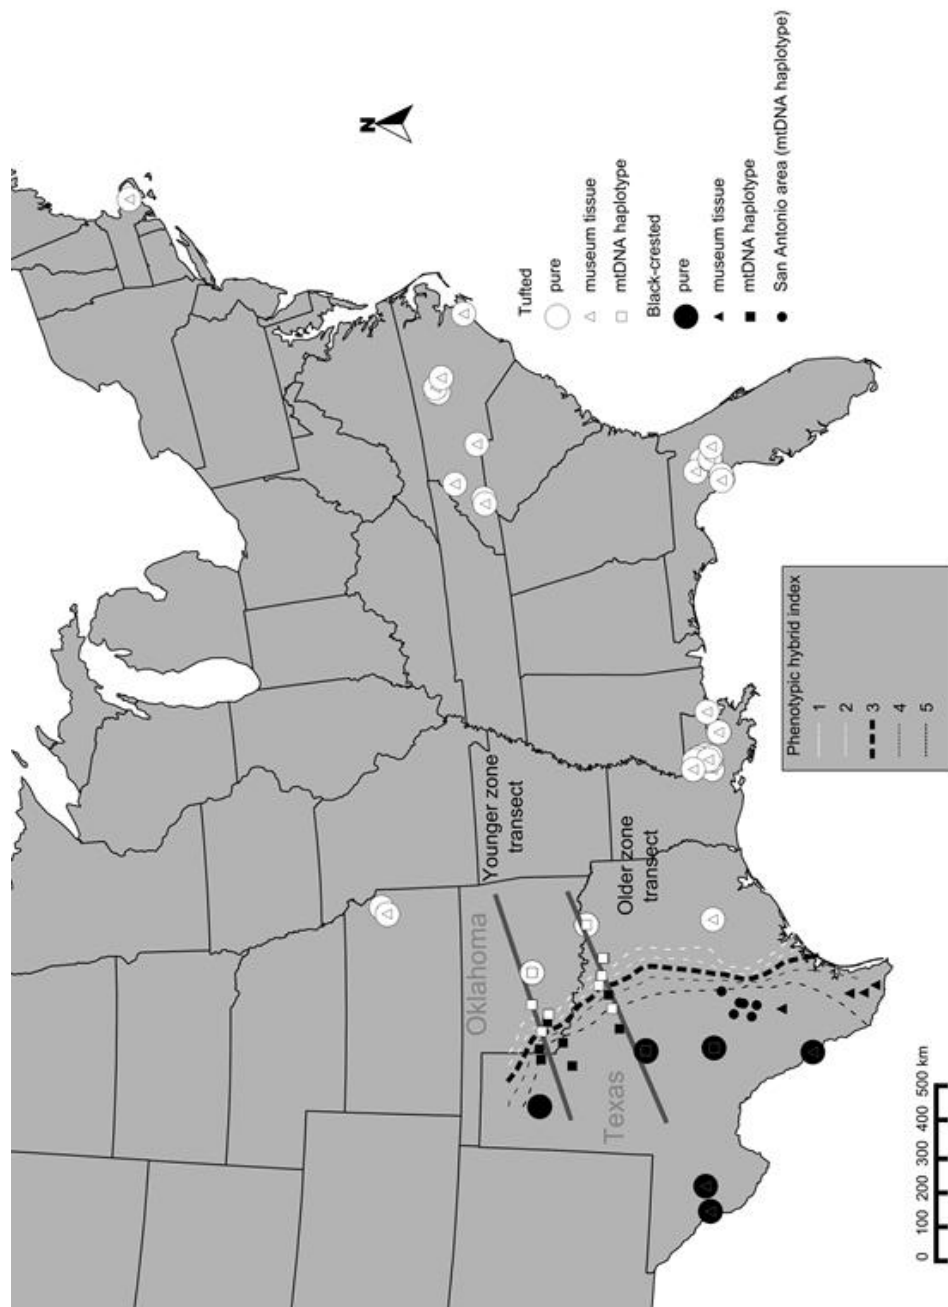 N
Tufted
pure
museum tissue
mtDNA haplotype
Black-crested
pure
museum tissue
mtDNA haplotype
San Antonio area (mtDNA haplotype)
Oklahoma
Younger zone
transect
Texas
Older zone
transect
Phenotypic hybrid index
1
2
3
4
5
0 100 200 300 400 500 km